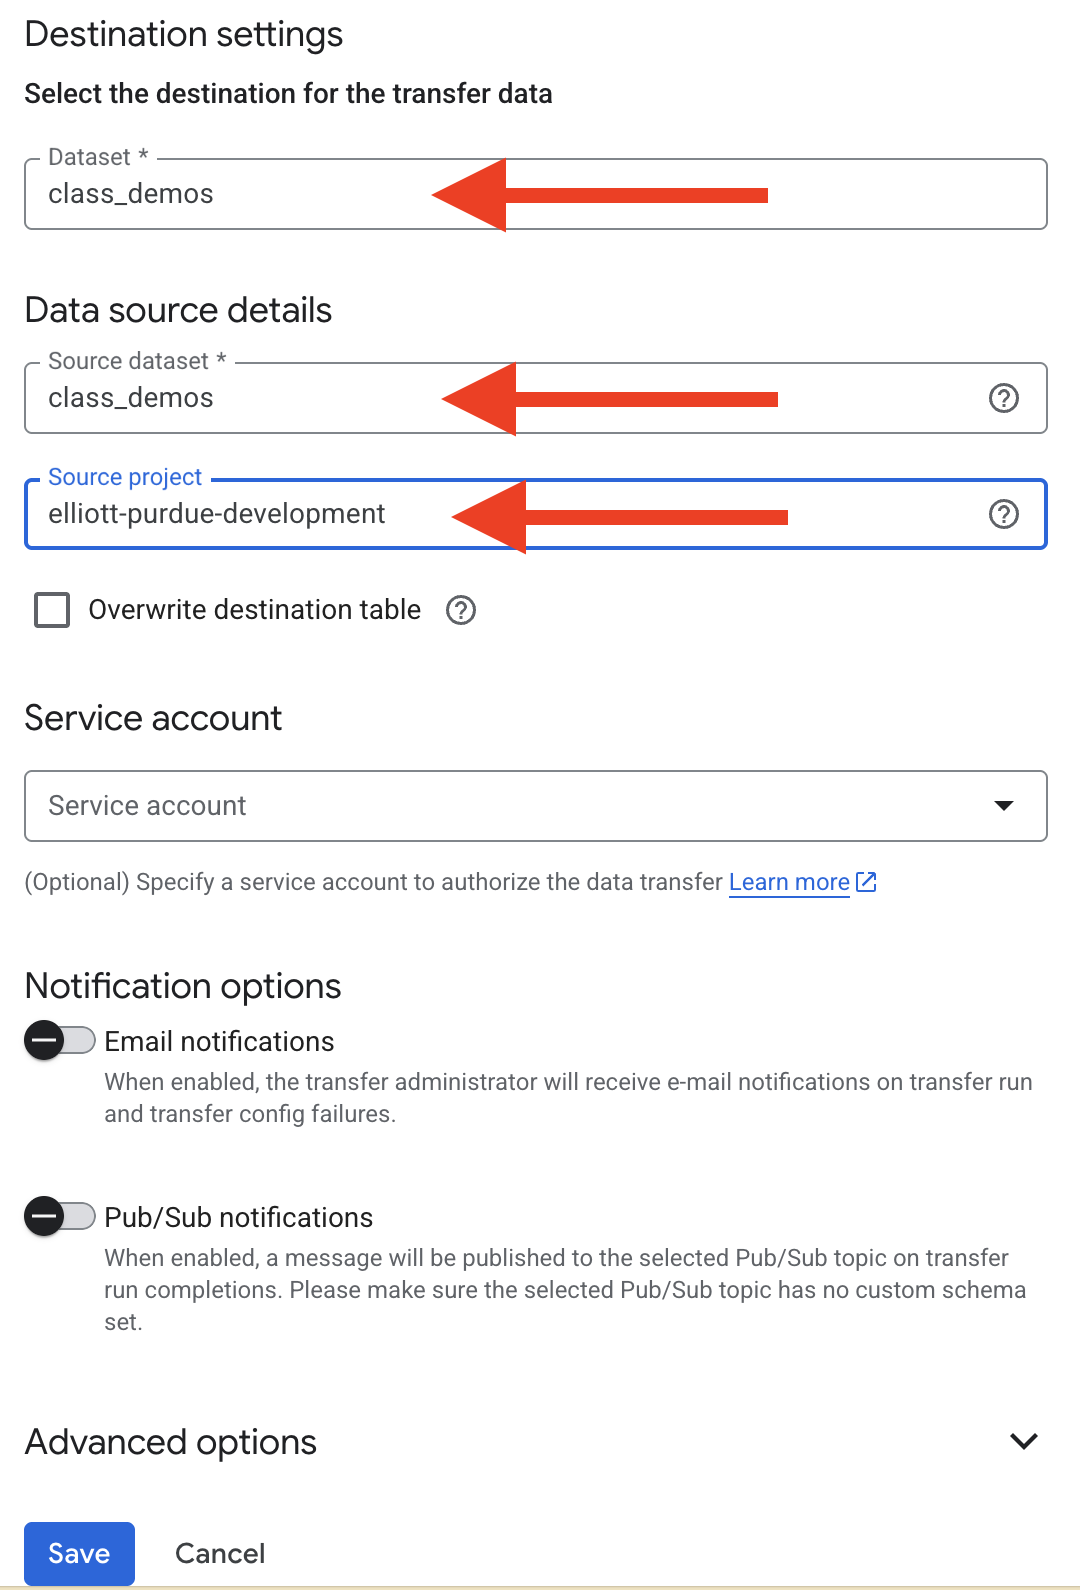 Destination settings
Select the destination for the transfer data
Dataset *
class_demos
Data source details
Source dataset *
class_demos
Source project
elliott-purdue-development
Overwrite destination table
Service account
Service account
(Optional) Specify a service account to authorize the data transfer Learn more
Notification options
Email notifications
When enabled, the transfer administrator will receive e-mail notifications on transfer run
and transfer config failures.
Pub/Sub notifications
When enabled, a message will be published to the selected Pub/Sub topic on transfer
run completions. Please make sure the selected Pub/Sub topic has no custom schema
set.
Advanced options
Save Cancel